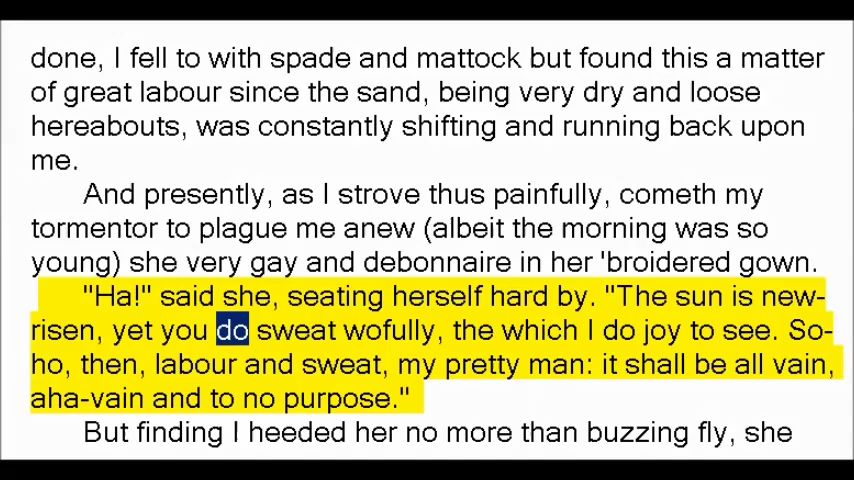 done, I fell to with spade and mattock but found this a matter
of great labour since the sand, being very dry and loose
hereabouts, was constantly shifting and running back upon
me.
And presently, as I strove thus painfully, cometh my
tormentor to plague me anew (albeit the morning was so
young) she very gay and debonnaire in her 'broidered gown.
"Ha!" said she, seating herself hard by. "The sun is new-
risen, yet you do sweat wofully, the which I do joy to see. So-
ho, then, labour and sweat, my pretty man: it shall be all vain,
aha-vain and to no purpose."
But finding I heeded her no more than buzzing fly, she